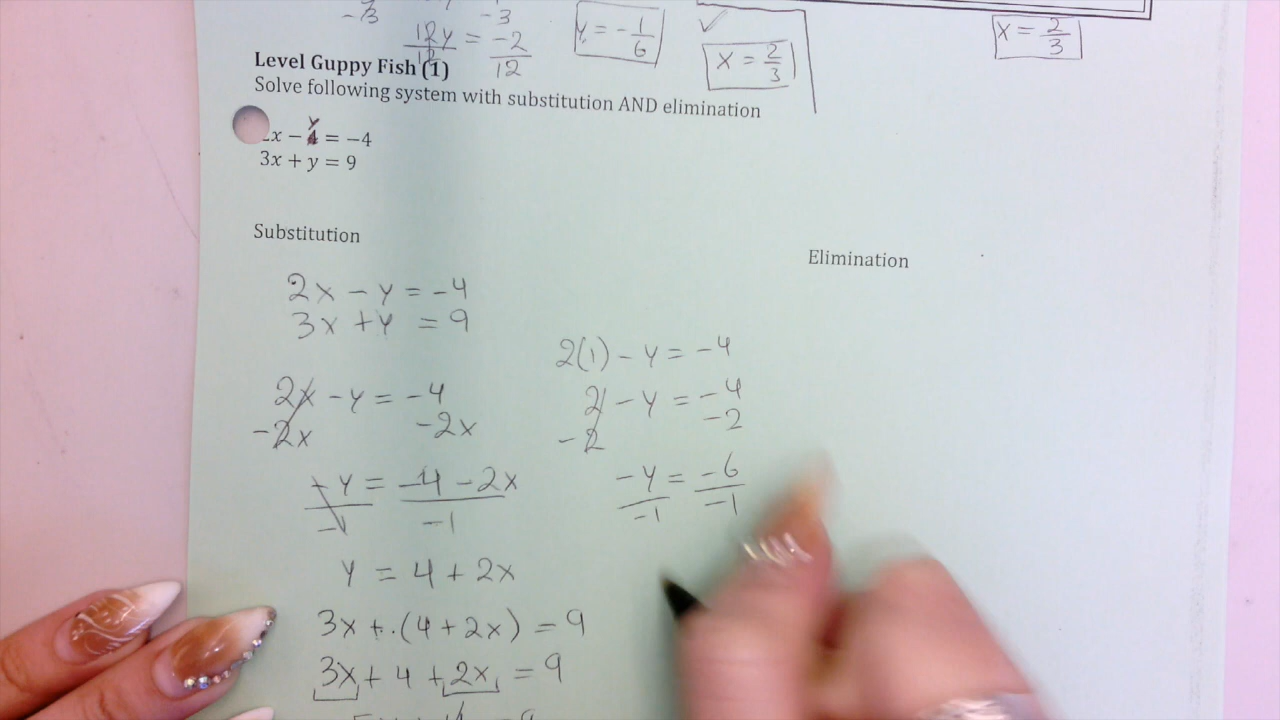 -3 -3
12y = -2
12 12
y = -1/6
✓
x = 2/3
x = 2/3
Level Guppy Fish (1)
Solve following system with substitution AND elimination
x − y = −4
3x + y = 9
Substitution
Elimination
2x - y = -4
3x + y = 9
2x - y = -4
-2x -2x
-y = -4 - 2x
-1 -1
y = 4 + 2x
3x + (4 + 2x) = 9
3x + 4 + 2x = 9
2(1) - y = -4
2 - y = -4
-2 -2
-y = -6
-1 -1